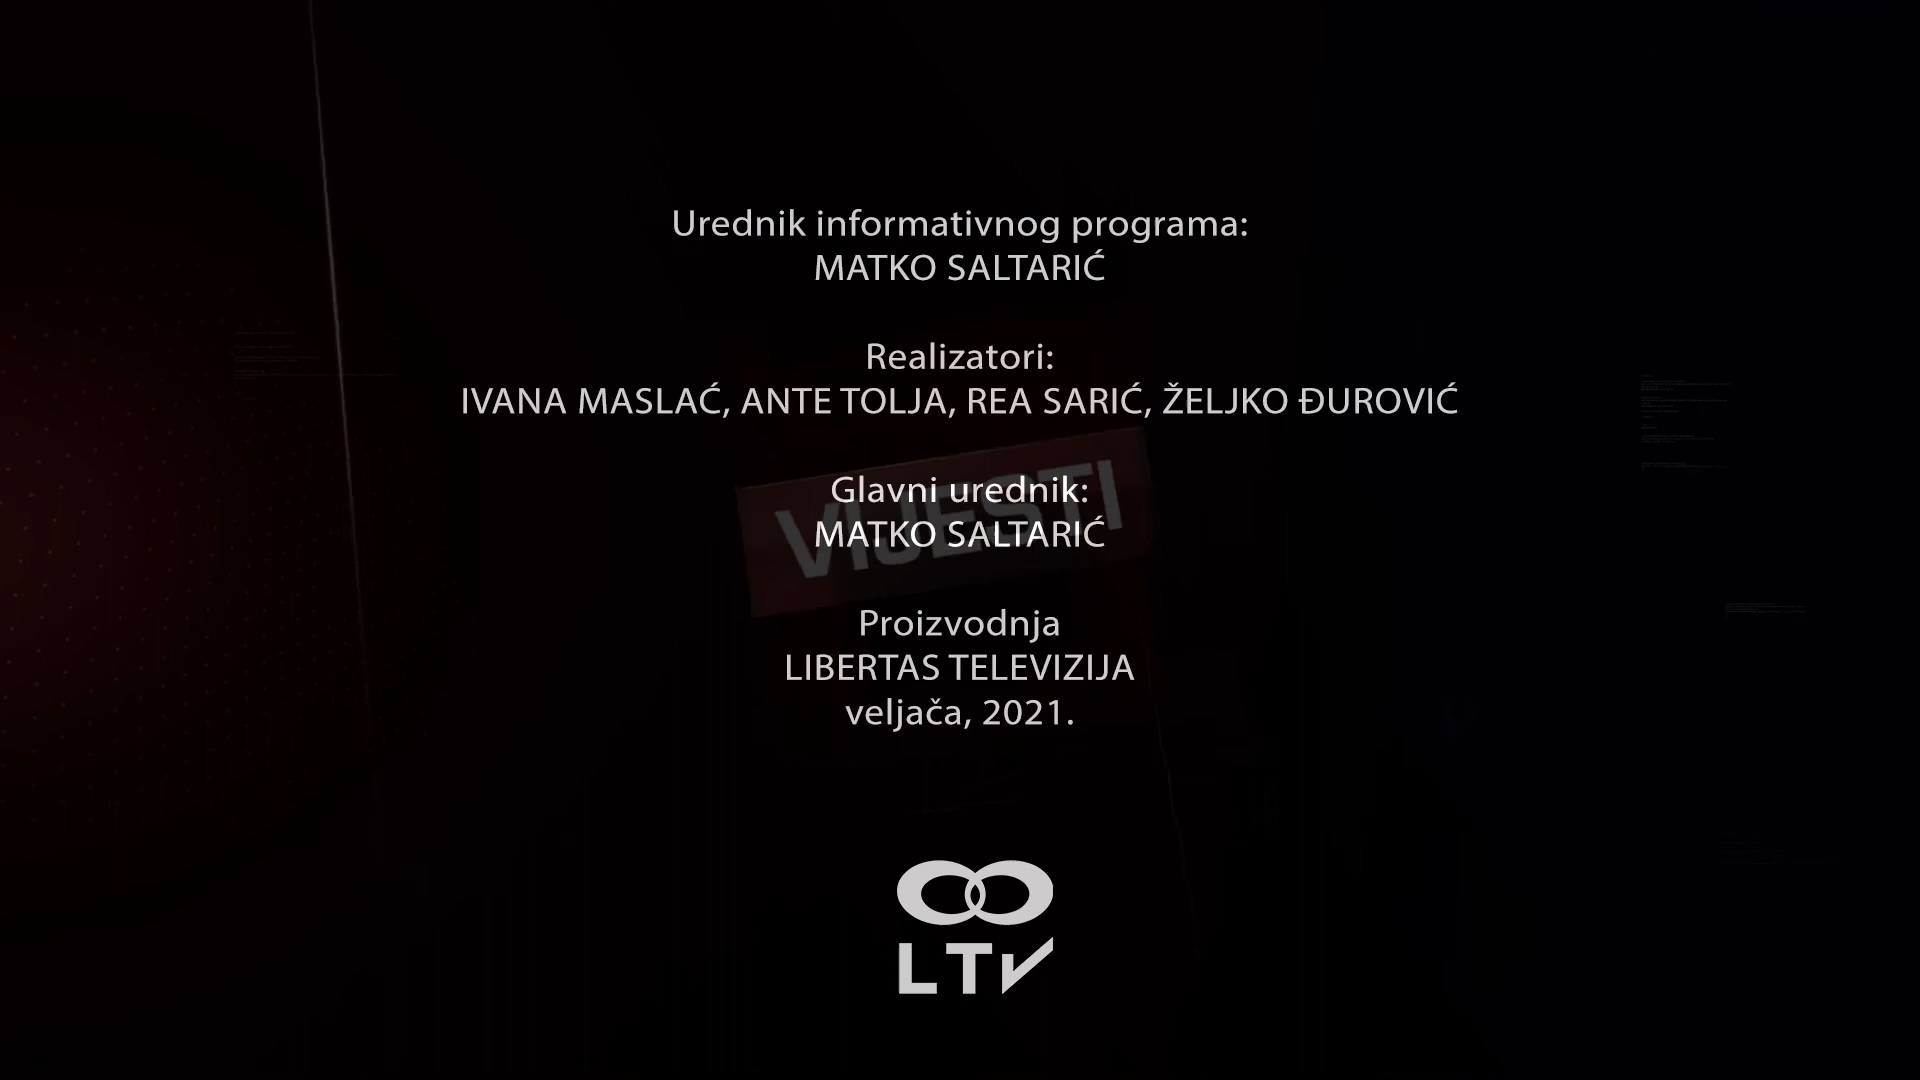 Urednik informativnog programa:
MATKO SALTARIĆ
Realizatori:
IVANA MASLAĆ, ANTE TOLJA, REA SARIĆ, ŽELJKO ĐUROVIĆ
VIJESTI
Glavni urednik:
MATKO SALTARIĆ
Proizvodnja
LIBERTAS TELEVIZIJA
veljača, 2021.
LTV